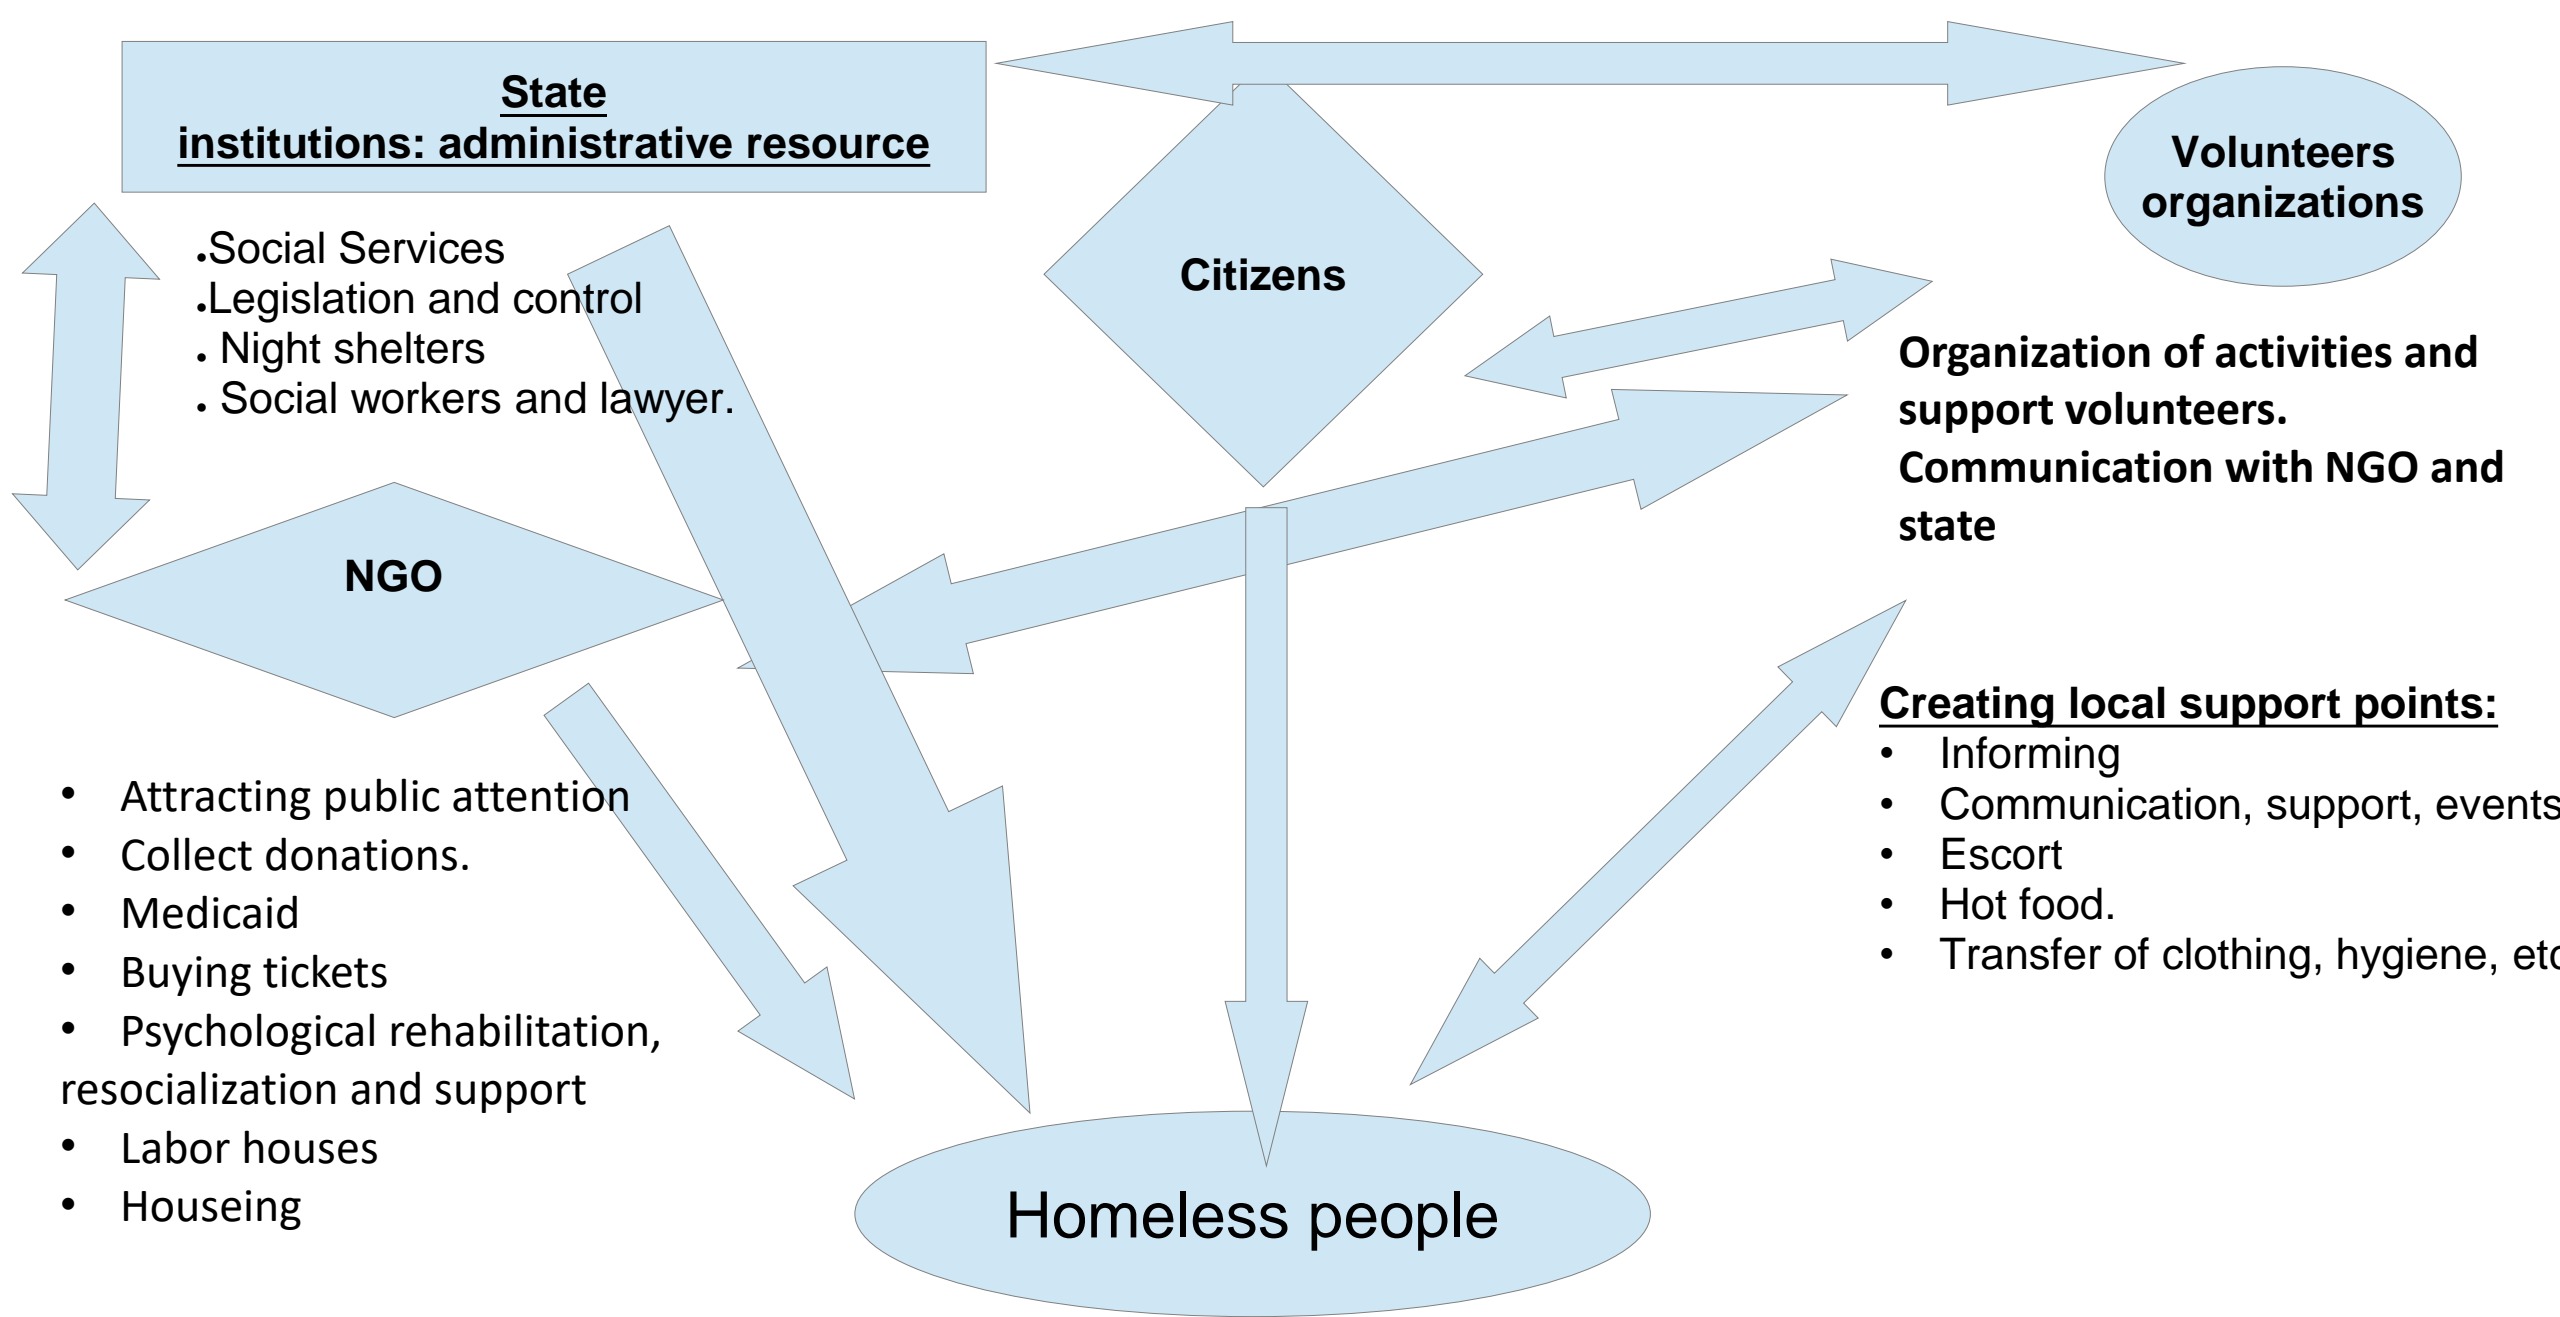 State
institutions: administrative resource
•Social Services
•Legislation and control
• Night shelters
• Social workers and lawyer.
Citizens
Volunteers
organizations
Organization of activities and
support volunteers.
Communication with NGO and
state
NGO
• Attracting public attention
• Collect donations.
• Medicaid
• Buying tickets
• Psychological rehabilitation,
resocialization and support
• Labor houses
• Houseing
Creating local support points:
• Informing
• Communication, support, events
• Escort
• Hot food.
• Transfer of clothing, hygiene, etc
Homeless people